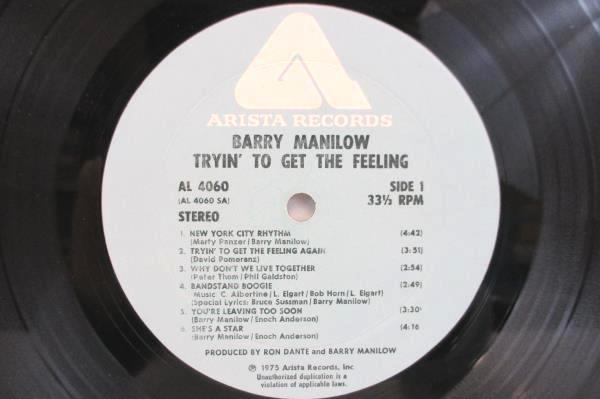 ARISTA RECORDS
BARRY MANILOW
TRYIN' TO GET THE FEELING
AL 4060 SIDE 1
(AL 4060 SA) 33⅓ RPM
STEREO
1. NEW YORK CITY RHYTHM (4:42)
(Marty Panzer/Barry Manilow)
2. TRYIN' TO GET THE FEELING AGAIN (3:51)
(David Pomeranz)
3. WHY DON'T WE LIVE TOGETHER (2:54)
(Peter Thom/Phil Galdston)
4. BANDSTAND BOOGIE (2:49)
Music C. Albertine/L. Elgart/Bob Horn/L. Elgart)
(Special Lyrics: Bruce Sussman/Barry Manilow)
5. YOU'RE LEAVING TOO SOON (3:30)
(Barry Manilow/Enoch Anderson)
6. SHE'S A STAR (4:16
(Barry Manilow/Enoch Anderson)
PRODUCED BY RON DANTE and BARRY MANILOW
℗ 1975 Arista Records, Inc
Unauthorized duplication is a
violation of applicable laws.